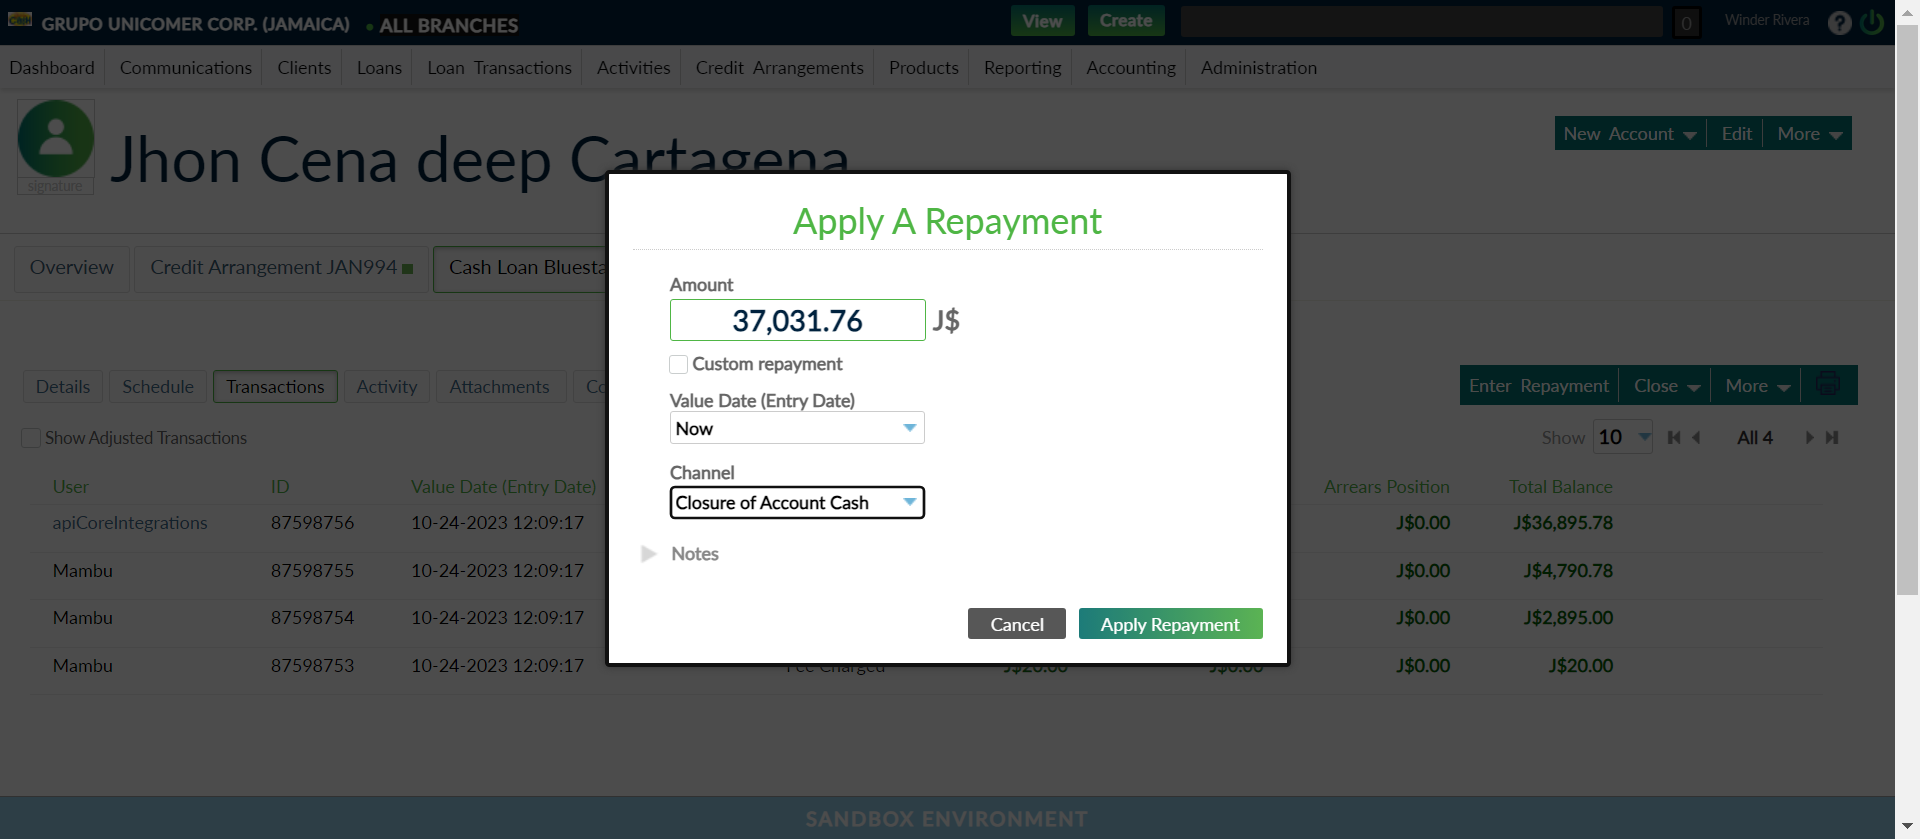 GRUPO UNICOMER CORP. (JAMAICA) ALL BRANCHES View Create 0 Winder Rivera ?
Dashboard Communications Clients Loans Loan Transactions Activities Credit Arrangements Products Reporting Accounting Administration
signature
Jhon Cena deep Cartagena
New Account Edit More
Overview Credit Arrangement JAN994 Cash Loan Bluesta
Apply A Repayment
Amount
37,031.76 J$
Custom repayment
Value Date (Entry Date)
Now
Channel
Closure of Account Cash
Notes
Cancel Apply Repayment
Details Schedule Transactions Activity Attachments Co
Enter Repayment Close More
Show Adjusted Transactions
Show 10 All 4
User ID Value Date (Entry Date) Arrears Position Total Balance
apiCoreIntegrations 87598756 10-24-2023 12:09:17 J$0.00 J$36,895.78
Mambu 87598755 10-24-2023 12:09:17 J$0.00 J$4,790.78
Mambu 87598754 10-24-2023 12:09:17 J$0.00 J$2,895.00
Mambu 87598753 10-24-2023 12:09:17 Fee Charged J$20.00 J$0.00 J$0.00 J$20.00
SANDBOX ENVIRONMENT